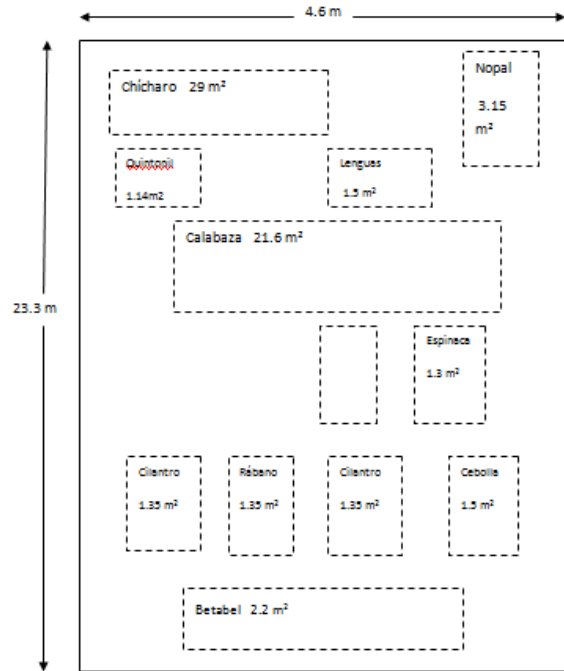 4.6 m
Nopal
3.15
m²
Chícharo 29 m²
Quintonil
1.14m2
Lenguas
1.5 m²
Calabaza 21.6 m²
23.3 m
Espinaca
1.3 m²
Cilantro
1.35 m²
Rábano
1.35 m²
Cilantro
1.35 m²
Cebolla
1.5 m²
Betabel 2.2 m²